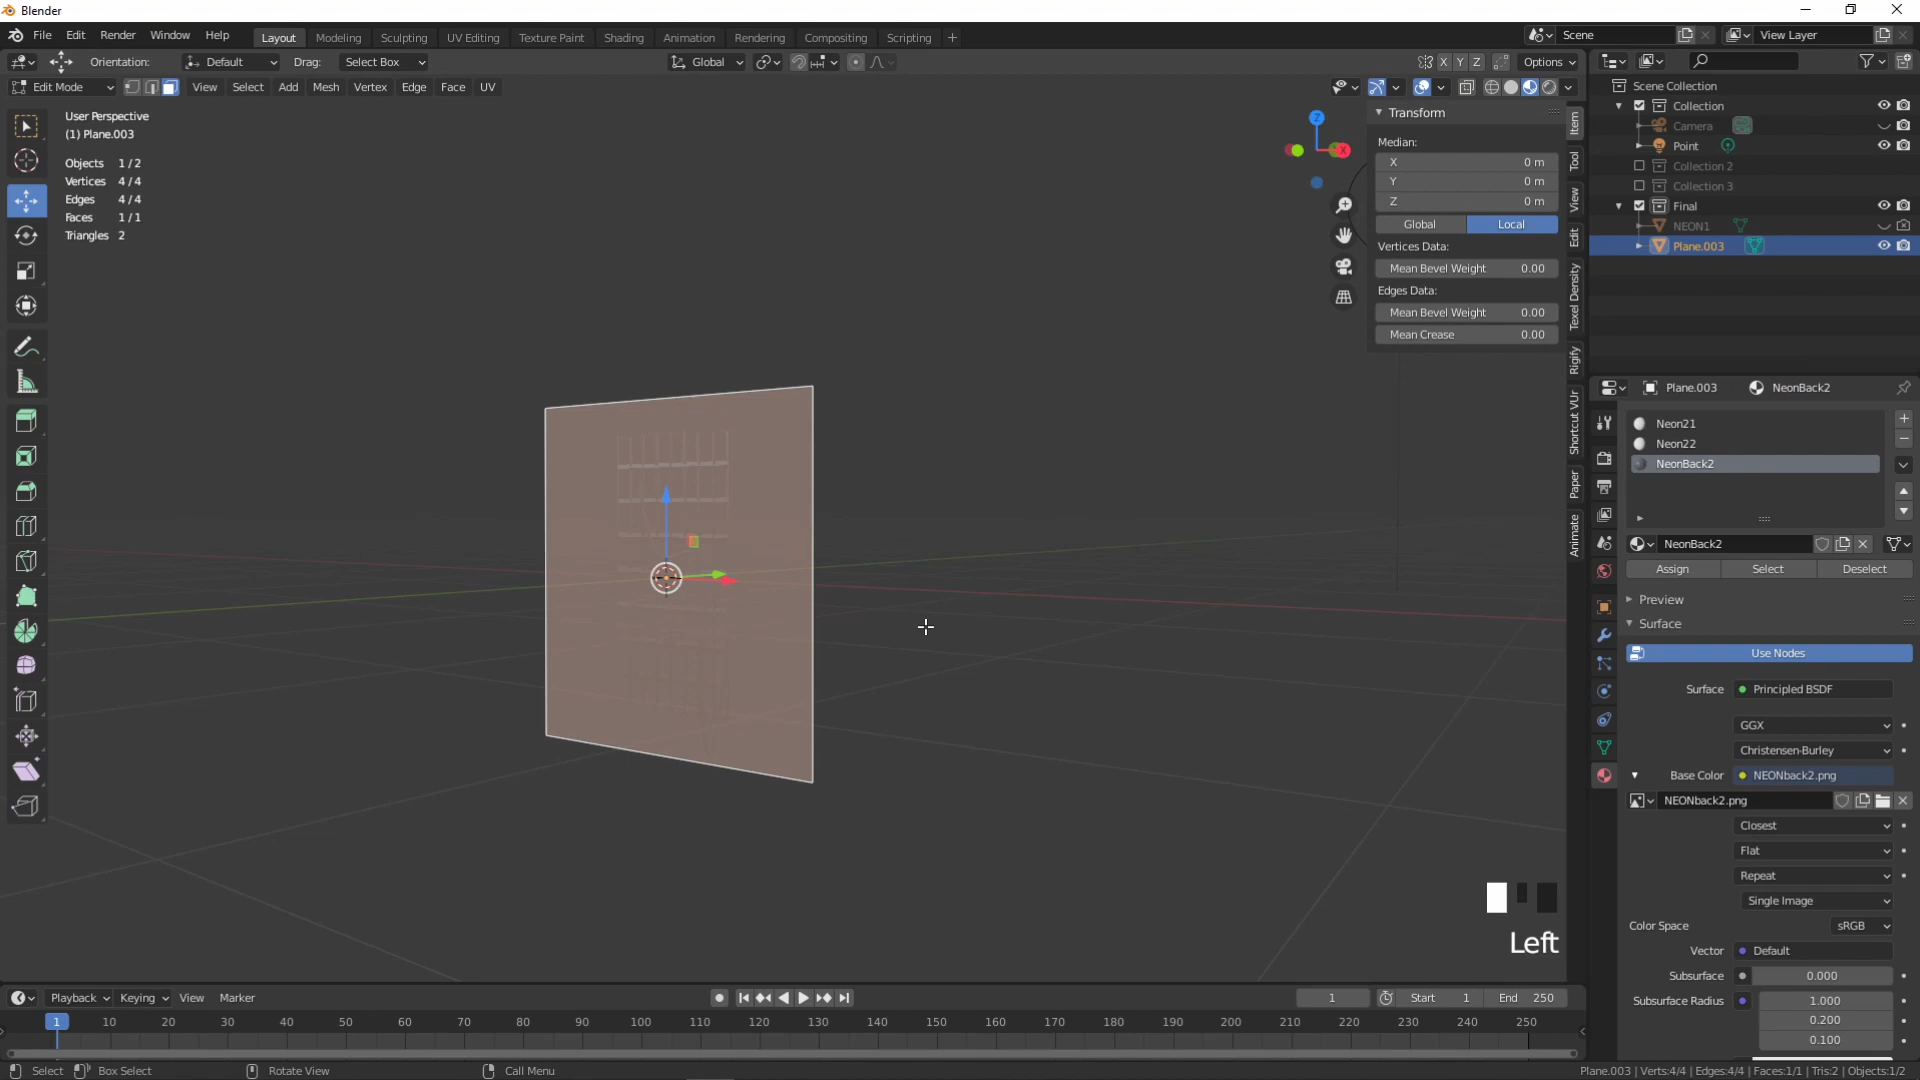 Blender
File Edit Render Window Help
Layout Modeling Sculpting UV Editing Texture Paint Shading Animation Rendering Compositing Scripting +
Scene
View Layer
Orientation: Default Drag: Select Box
Global
X Y Z Options
Edit Mode View Select Add Mesh Vertex Edge Face UV
User Perspective
(1) Plane.003
Objects 1/2
Vertices 4/4
Edges 4/4
Faces 1/1
Triangles 2
Z
X
Transform
Median:
X 0 m
Y 0 m
Z 0 m
Global Local
Vertices Data:
Mean Bevel Weight 0.00
Edges Data:
Mean Bevel Weight 0.00
Mean Crease 0.00
Item
Tool
View
Edit
Texel Density
Rigify
Shortcut VUr
Paper
Animate
Scene Collection
Collection
Camera
Point
Collection 2
Collection 3
Final
NEON1
Plane.003
Plane.003 NeonBack2
Neon21
Neon22
NeonBack2
NeonBack2
Assign Select Deselect
Preview
Surface
Use Nodes
Surface Principled BSDF
GGX
Christensen-Burley
Base Color NEONback2.png
NEONback2.png
Closest
Flat
Repeat
Single Image
Color Space sRGB
Vector Default
Subsurface 0.000
Subsurface Radius 1.000
0.200
0.100
Left
Playback Keying View Marker
1 Start 1 End 250
1 10 20 30 40 50 60 70 80 90 100 110 120 130 140 150 160 170 180 190 200 210 220 230 240 250
Select Box Select Rotate View Call Menu
Plane.003 | Verts:4/4 | Edges:4/4 | Faces:1/1 | Tris:2 | Objects:1/2